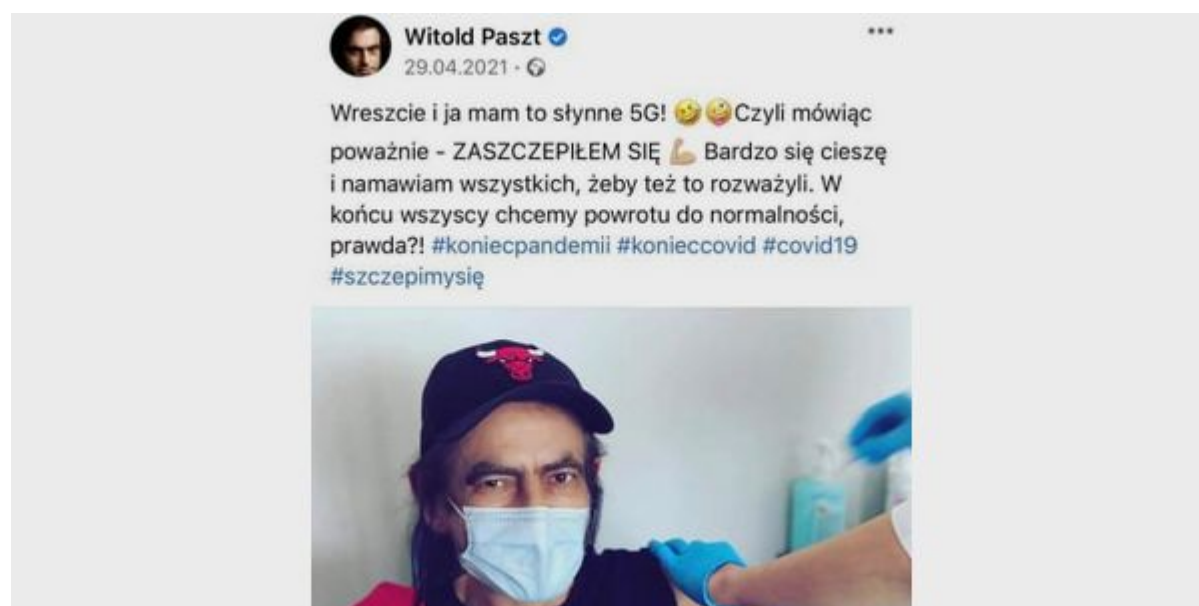 Witold Paszt
29.04.2021 ·
Wreszcie i ja mam to słynne 5G! 🤣🤪Czyli mówiąc
poważnie - ZASZCZEPIŁEM SIĘ 💪🏼 Bardzo się cieszę
i namawiam wszystkich, żeby też to rozważyli. W
końcu wszyscy chcemy powrotu do normalności,
prawda?! #koniecpandemii #konieccovid #covid19
#szczepimysię